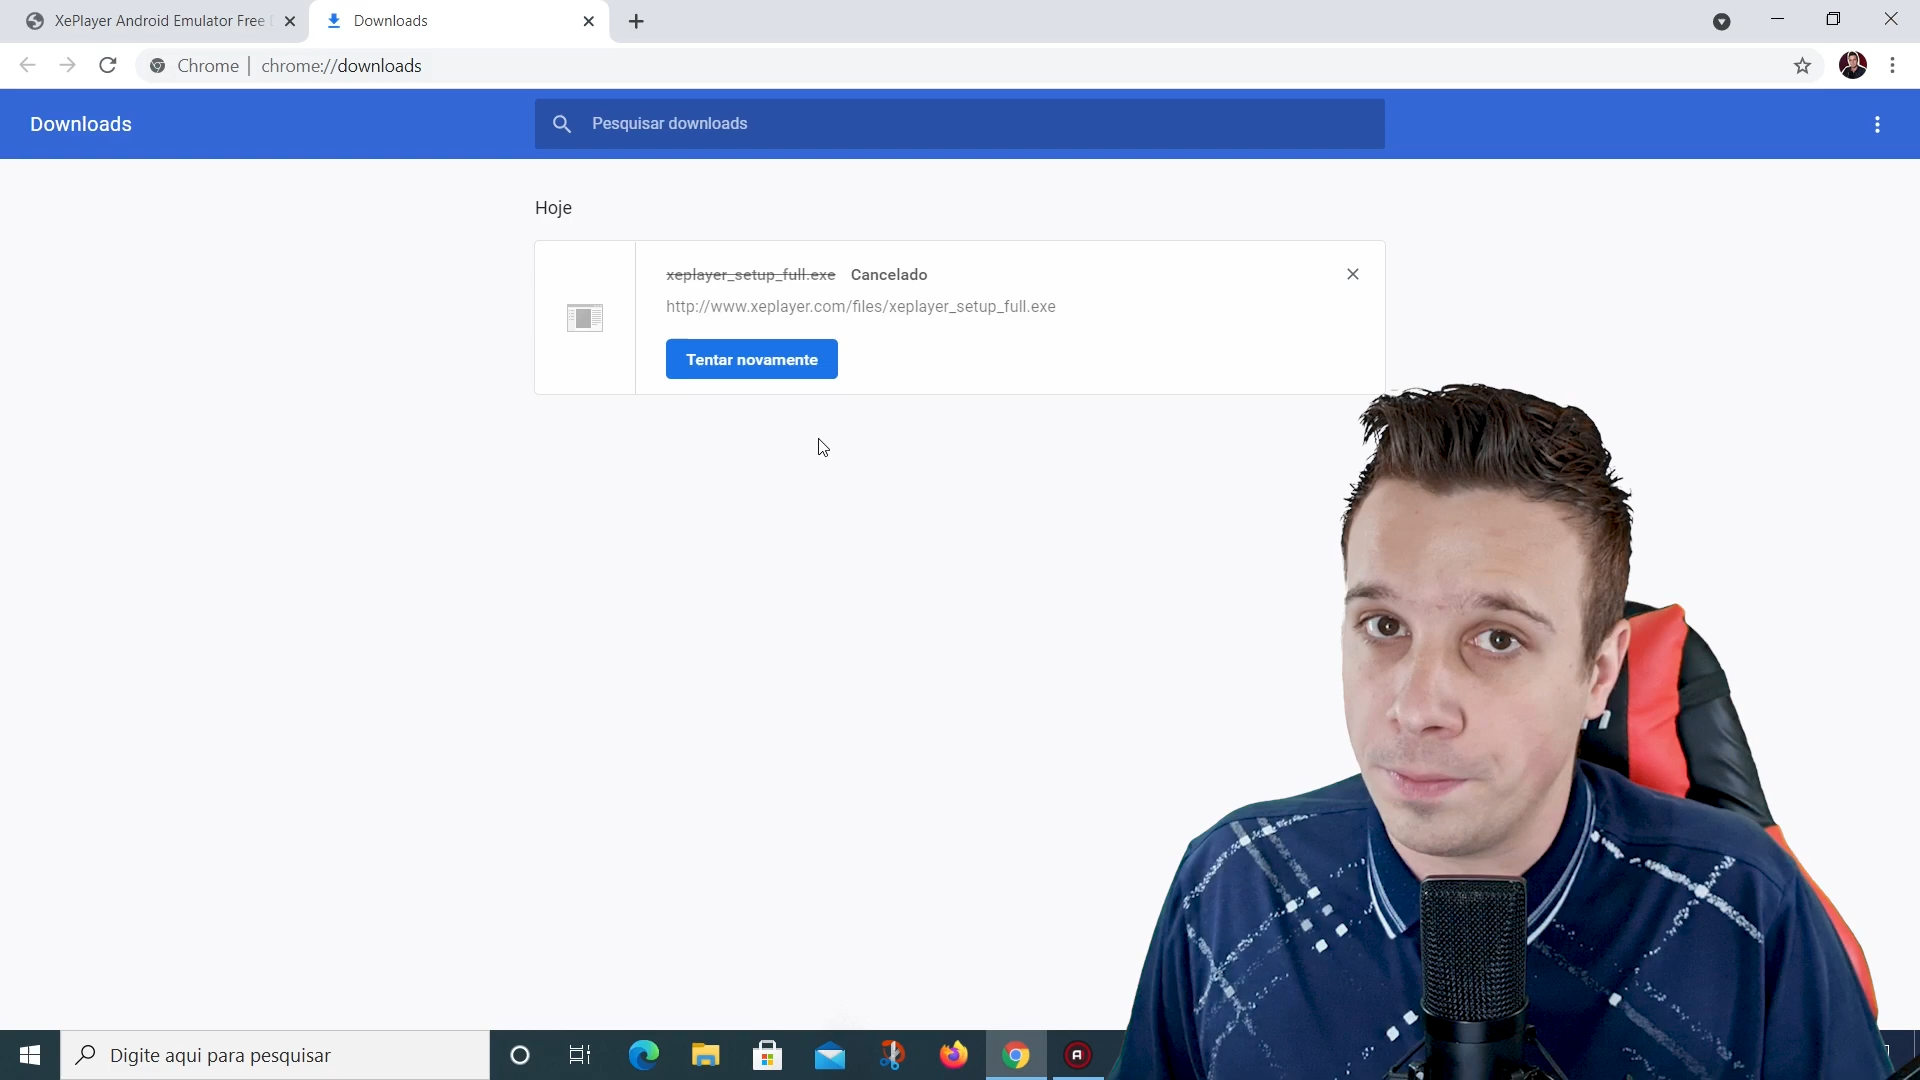 XePlayer Android Emulator Free
Downloads
Chrome
chrome://downloads
Downloads
Pesquisar downloads
Hoje
xeplayer_setup_full.exe Cancelado
http://www.xeplayer.com/files/xeplayer_setup_full.exe
Tentar novamente
Digite aqui para pesquisar